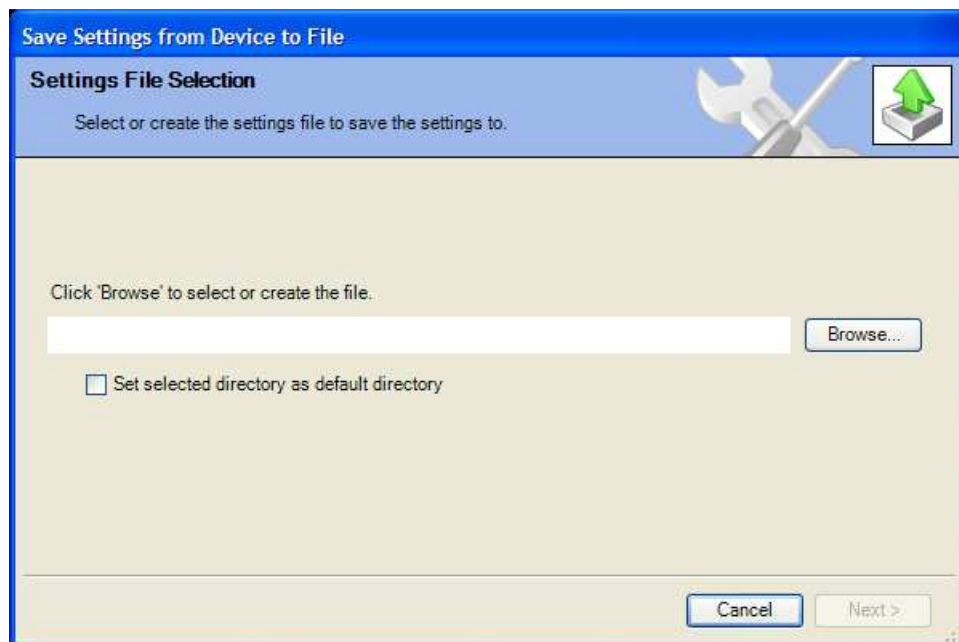 Save Settings from Device to File
Settings File Selection
Select or create the settings file to save the settings to.
Click 'Browse' to select or create the file.
Browse...
Set selected directory as default directory
Cancel
Next >